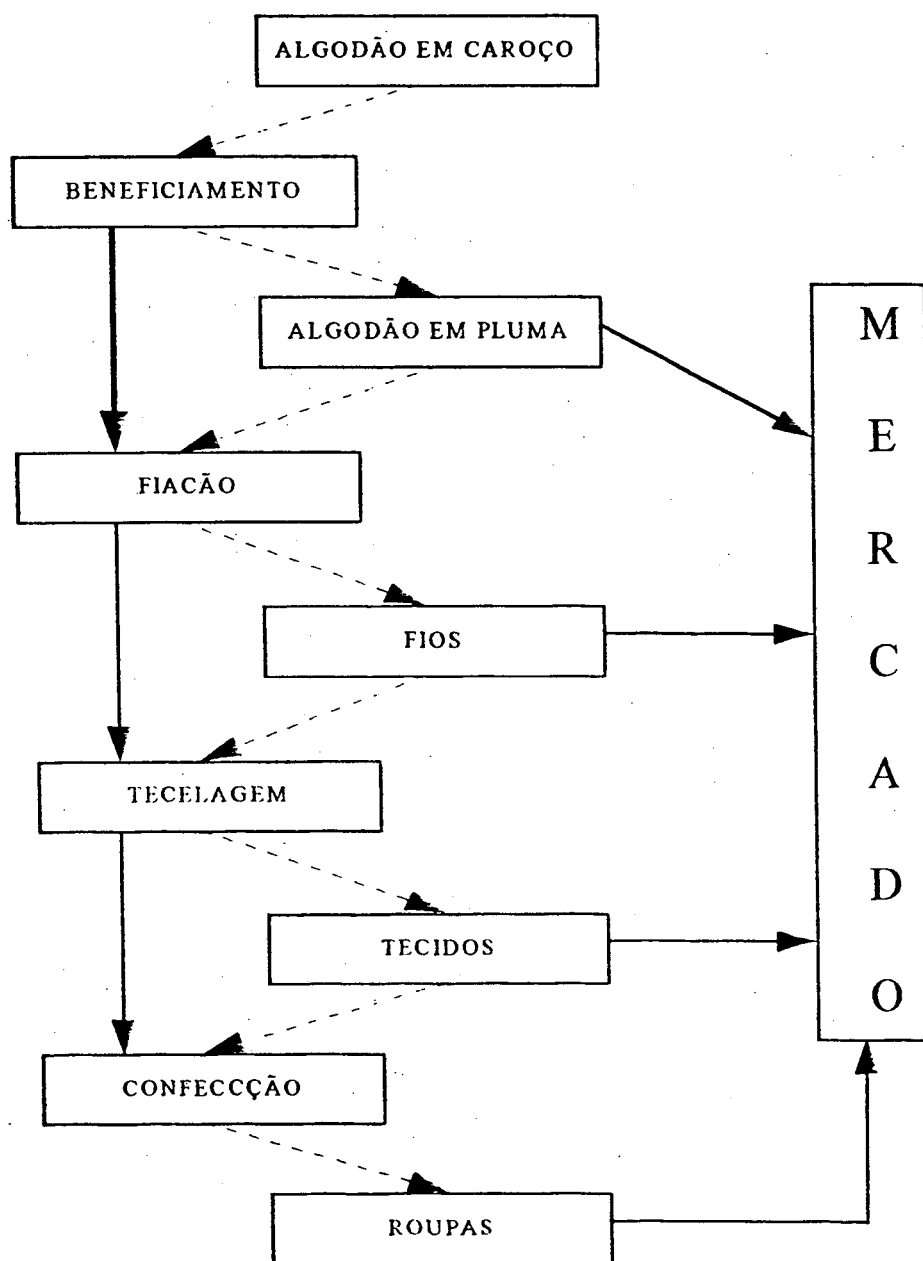 ALGODÃO EM CAROÇO
BENEFICIAMENTO
ALGODÃO EM PLUMA
FIACÃO
FIOS
TECELAGEM
TECIDOS
CONFECCÇÃO
ROUPAS
M
E
R
C
A
D
O